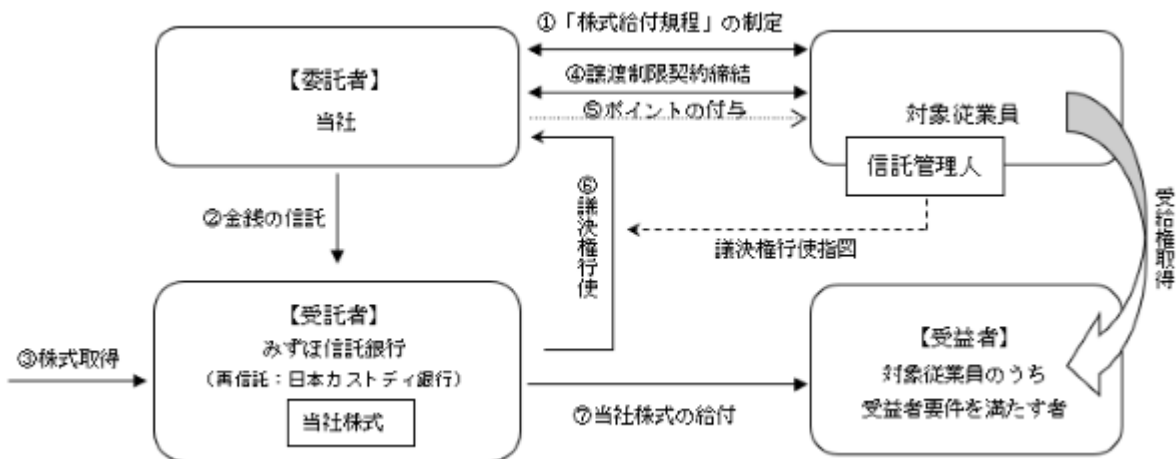 ①「株式給付規程」の制定
【委託者】
当社
④譲渡制限契約締結
⑤ポイントの付与
対象従業員
信託管理人
②金銭の信託
⑥議決権行使
議決権行使指図
受給権取得
③株式取得
【受託者】
みずほ信託銀行
（再信託：日本カストディ銀行）
当社株式
⑦当社株式の給付
【受益者】
対象従業員のうち
受益者要件を満たす者